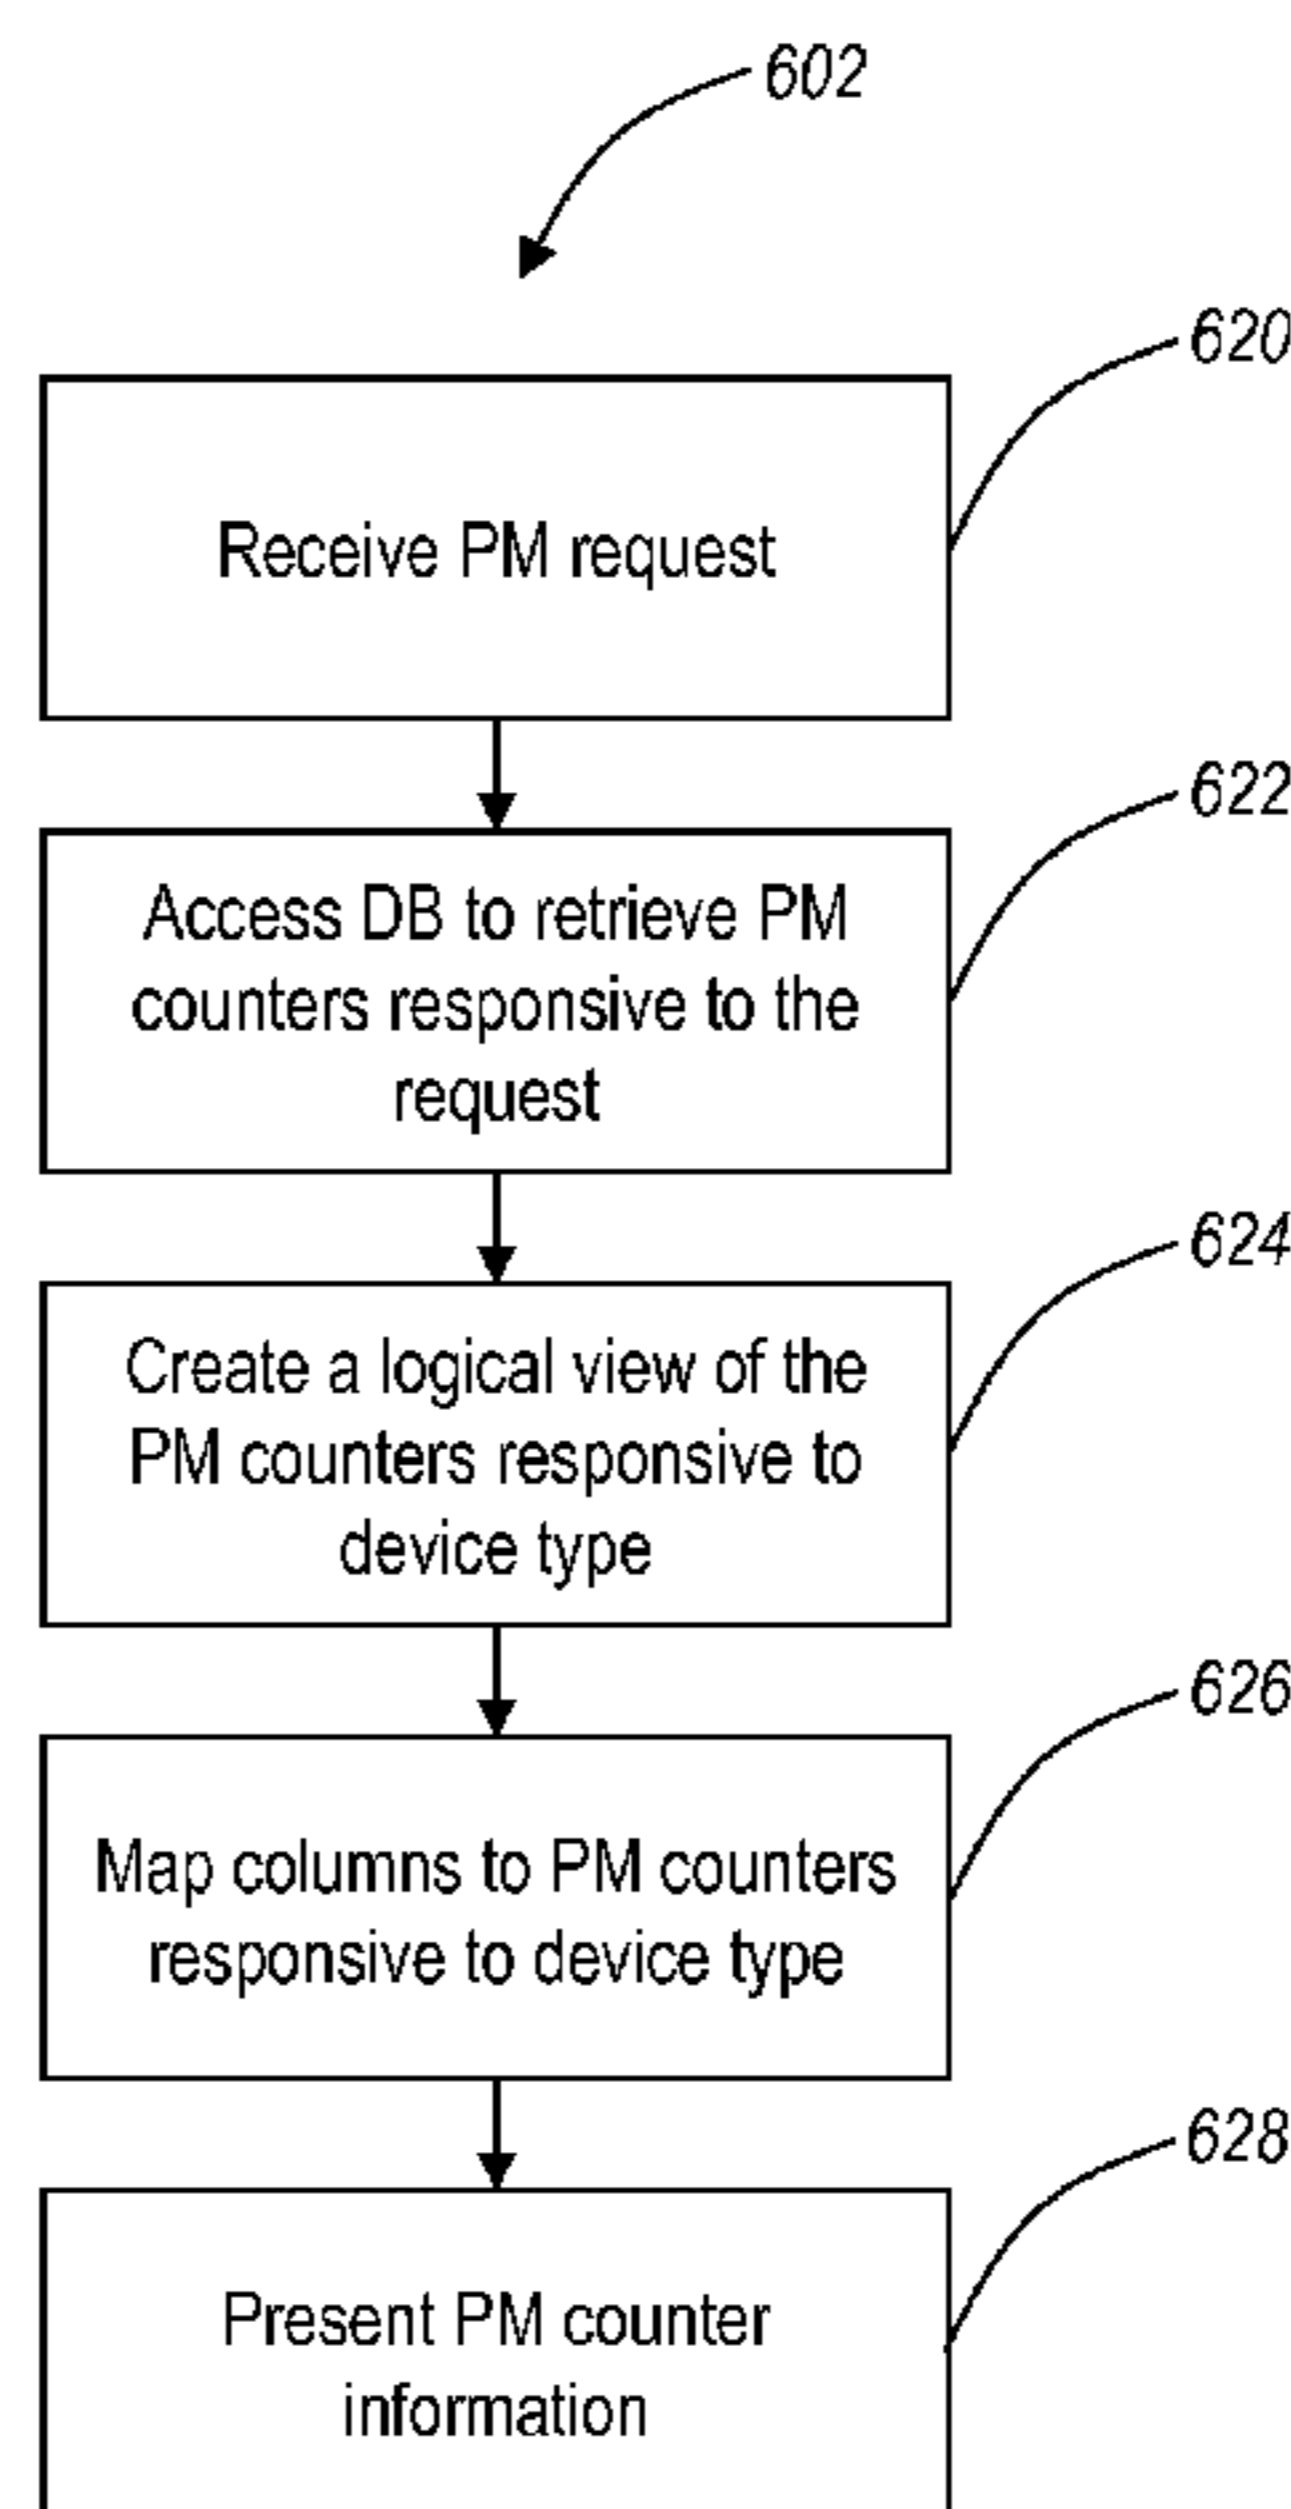 602
620
Receive PM request
622
Access DB to retrieve PM
counters responsive to the
request
624
Create a logical view of the
PM counters responsive to
device type
626
Map columns to PM counters
responsive to device type
628
Present PM counter
information